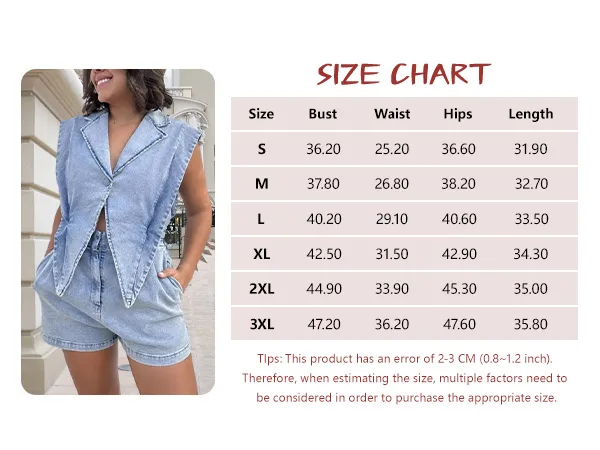 SIZE CHART
Size Bust Waist Hips Length
S 36.20 25.20 36.60 31.90
M 37.80 26.80 38.20 32.70
L 40.20 29.10 40.60 33.50
XL 42.50 31.50 42.90 34.30
2XL 44.90 33.90 45.30 35.00
3XL 47.20 36.20 47.60 35.80
TIps: This product has an error of 2-3 CM (0.8~1.2 inch).
Therefore, when estimating the size, multiple factors need to
be considered in order to purchase the appropriate size.